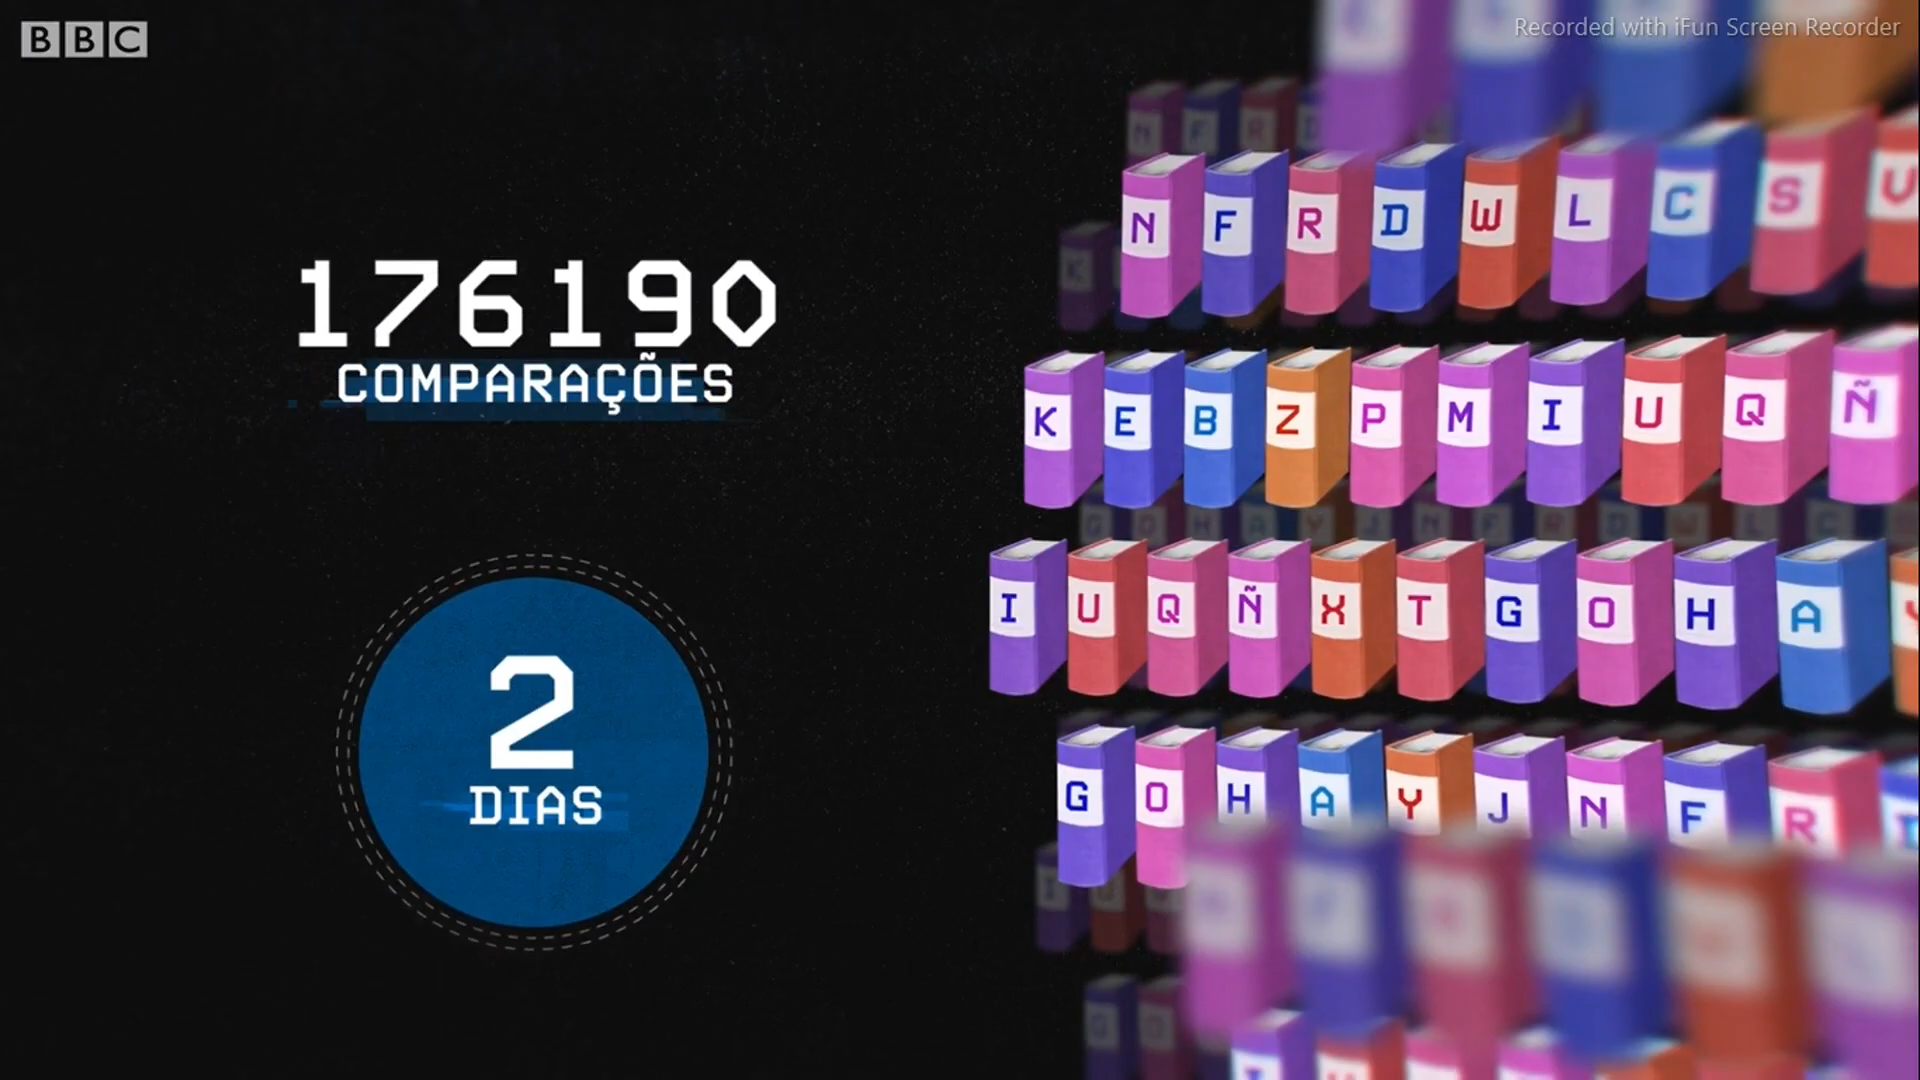 BBC
Recorded with iFun Screen Recorder
176190
COMPARAÇÕES
2
DIAS
N F R D W L C S V
K E B Z P M I U Q Ñ
I U Q Ñ X T G O H A
G O H A Y J N F R D